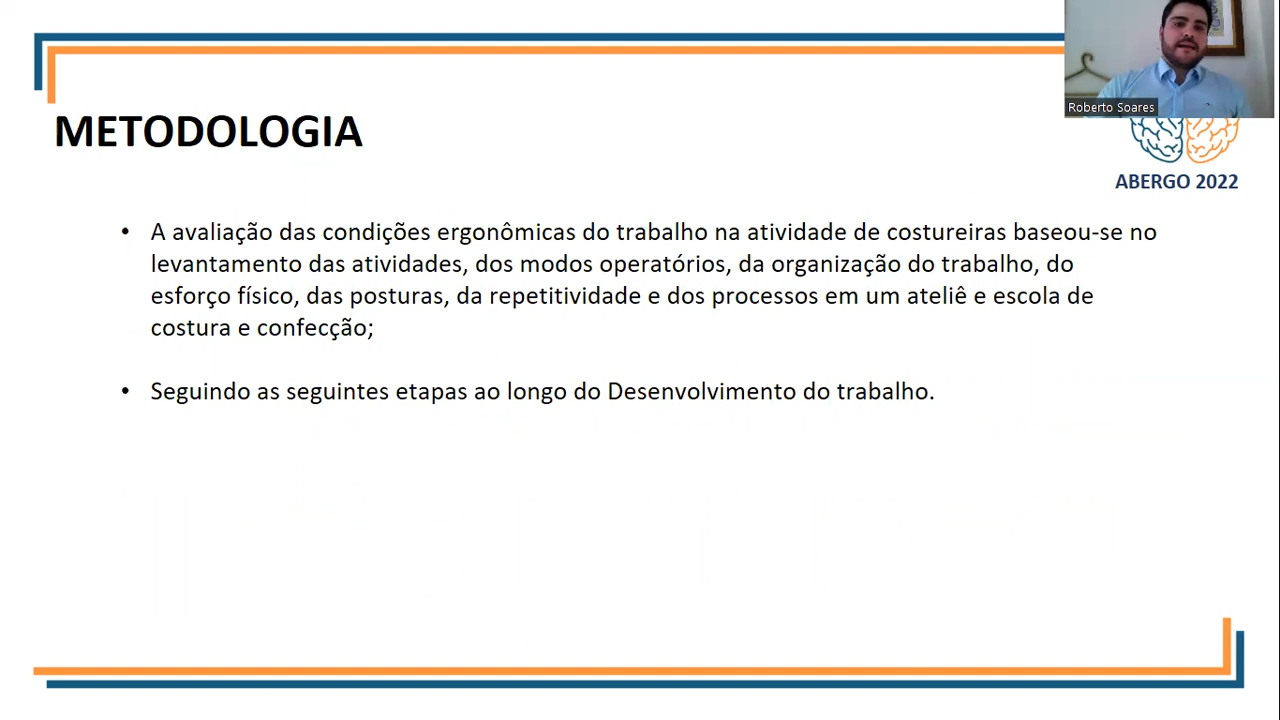 Roberto Soares
METODOLOGIA
ABERGO 2022
• A avaliação das condições ergonômicas do trabalho na atividade de costureiras baseou-se no
levantamento das atividades, dos modos operatórios, da organização do trabalho, do
esforço físico, das posturas, da repetitividade e dos processos em um ateliê e escola de
costura e confecção;
• Seguindo as seguintes etapas ao longo do Desenvolvimento do trabalho.